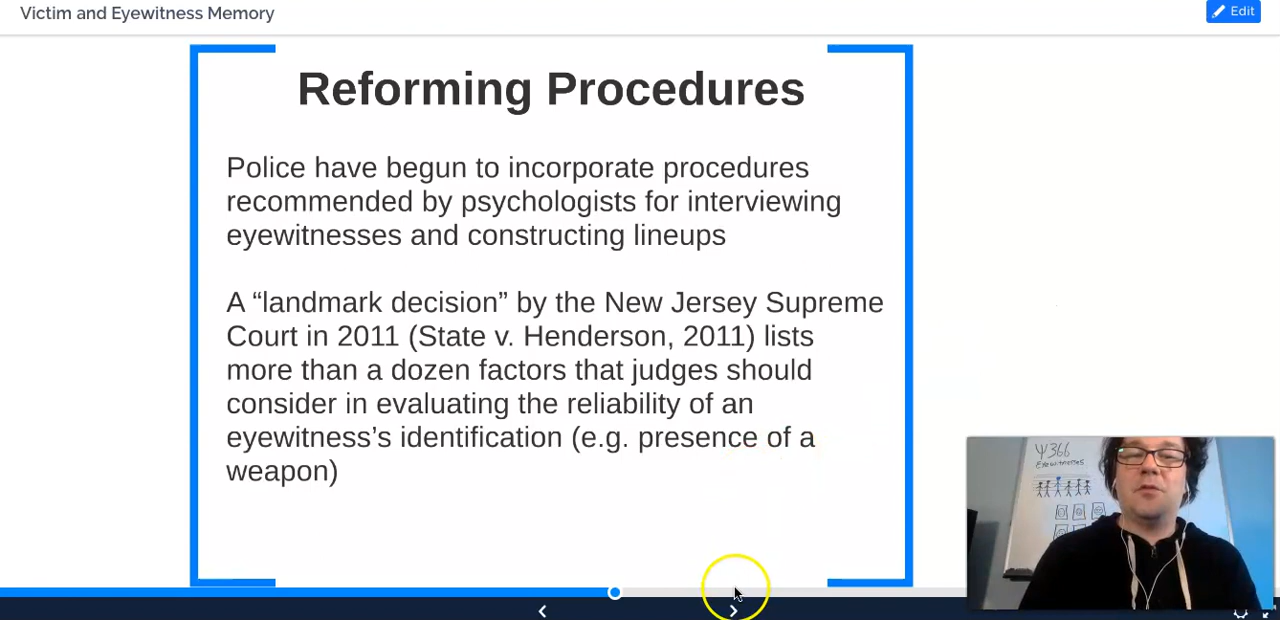 Victim and Eyewitness Memory
Edit
Reforming Procedures
Police have begun to incorporate procedures
recommended by psychologists for interviewing
eyewitnesses and constructing lineups
A “landmark decision” by the New Jersey Supreme
Court in 2011 (State v. Henderson, 2011) lists
more than a dozen factors that judges should
consider in evaluating the reliability of an
eyewitness’s identification (e.g. presence of a
weapon)
Ψ366
Eyewitnesses